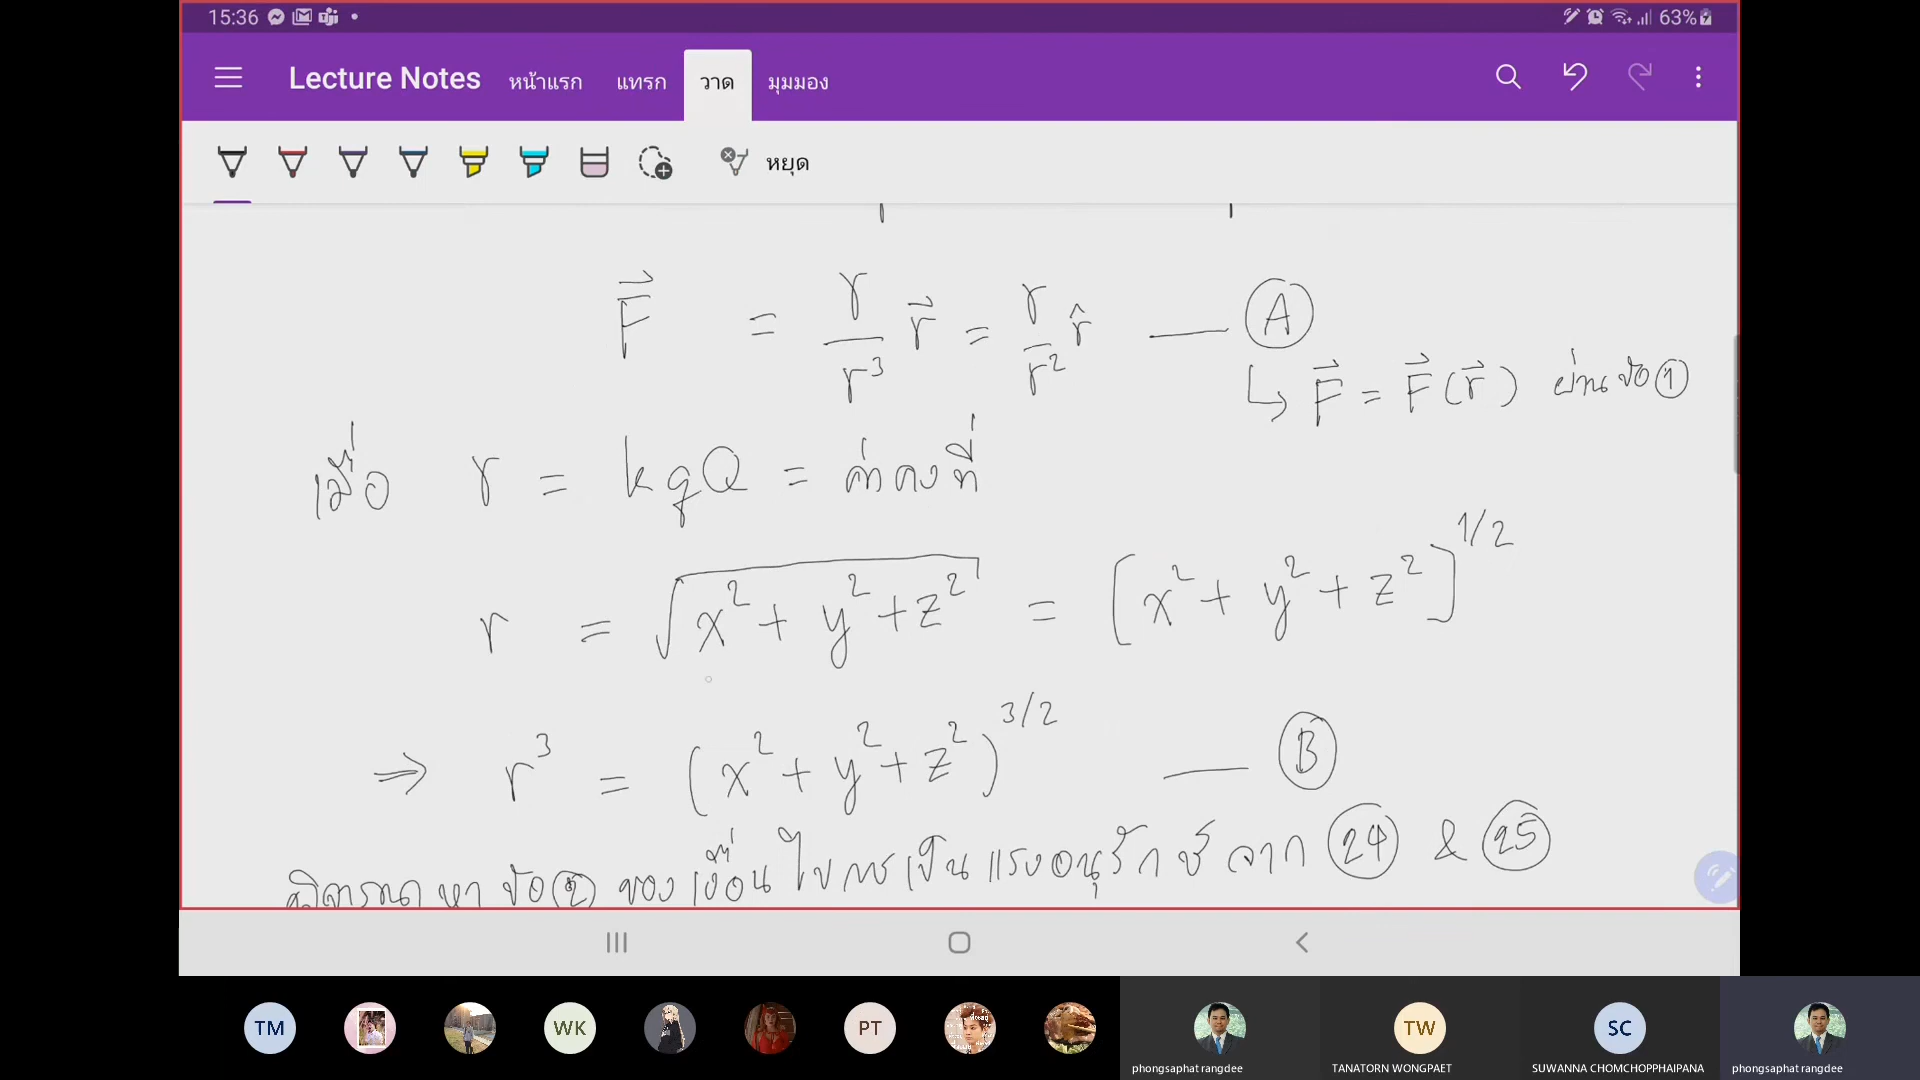 15:36 63%
Lecture Notes หน้าแรก แทรก วาด มุมมอง
หยุด
F⃗ = γ/r³ r⃗ = γ/r² r̂ — Ⓐ
↳ F⃗ = F⃗(r⃗) ผ่านข้อ ①
เมื่อ γ = kqQ = ค่าคงที่
r = √(x² + y² + z²) = [x² + y² + z²]^1/2
⇒ r³ = (x² + y² + z²)^3/2 — Ⓑ
พิจารณา หา ข้อ ② ของ เงื่อนไขการเป็นแรงอนุรักษ์ จาก ㉔ & ㉕
TM WK PT TW SC
phongsaphat rangdee TANATORN WONGPAET SUWANNA CHOMCHOPPHAIPANA phongsaphat rangdee